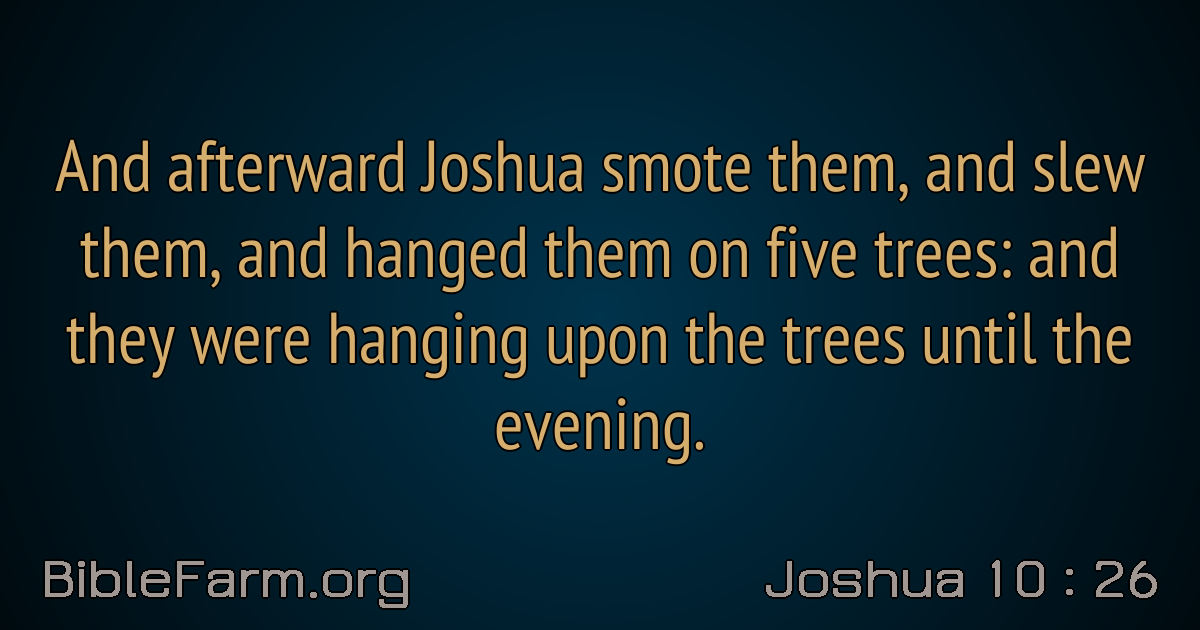 And afterward Joshua smote them, and slew
them, and hanged them on five trees: and
they were hanging upon the trees until the
evening.
BibleFarm.org
Joshua 10 : 26